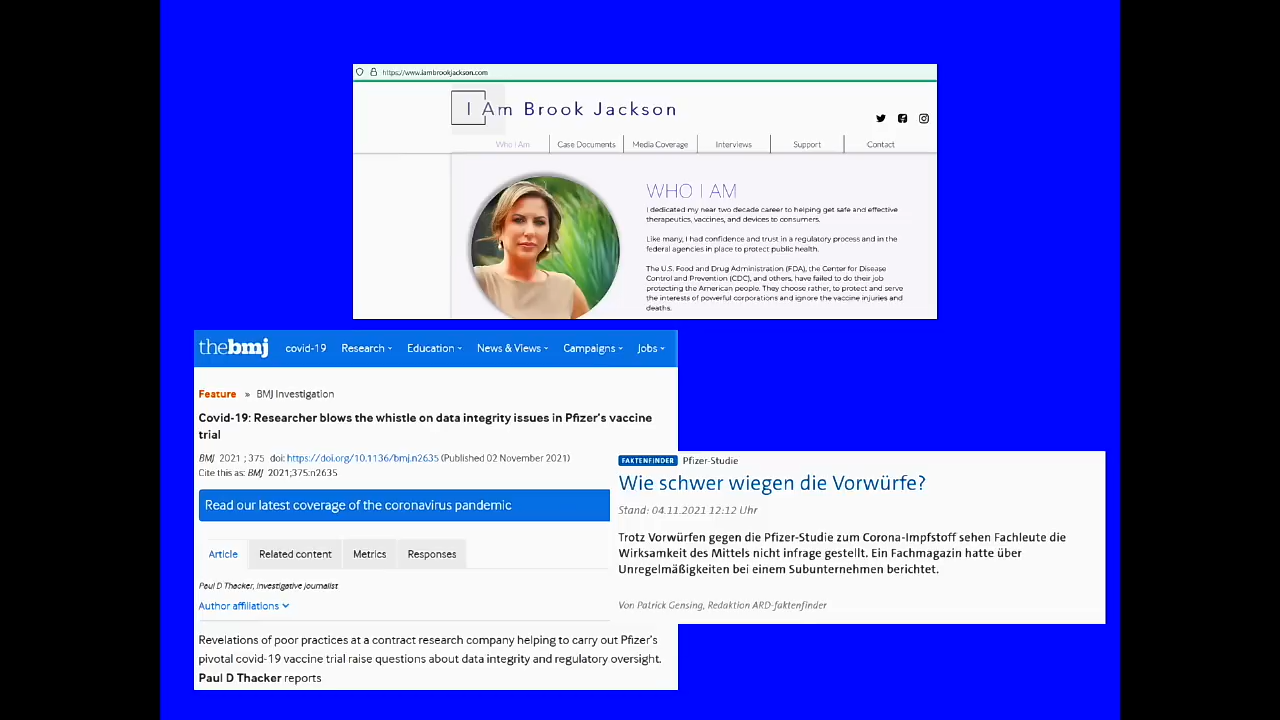 https://www.iambrookjackson.com
I Am Brook Jackson
Who I Am Case Documents Media Coverage Interviews Support Contact
WHO I AM
I dedicated my near two decade career to helping get safe and effective
therapeutics, vaccines, and devices to consumers.
Like many, I had confidence and trust in a regulatory process and in the
federal agencies in place to protect public health.
The U.S. Food and Drug Administration (FDA), the Center for Disease
Control and Prevention (CDC), and others, have failed to do their job
protecting the American people. They choose rather, to protect and serve
the interests of powerful corporations and ignore the vaccine injuries and
deaths.
thebmj covid-19 Research Education News & Views Campaigns Jobs
Feature » BMJ Investigation
Covid-19: Researcher blows the whistle on data integrity issues in Pfizer's vaccine
trial
BMJ 2021 ; 375 doi: https://doi.org/10.1136/bmj.n2635 (Published 02 November 2021)
Cite this as: BMJ 2021;375:n2635
Read our latest coverage of the coronavirus pandemic
Article Related content Metrics Responses
Paul D Thacker, investigative journalist
Author affiliations
Revelations of poor practices at a contract research company helping to carry out Pfizer's
pivotal covid-19 vaccine trial raise questions about data integrity and regulatory oversight.
Paul D Thacker reports
FAKTENFINDER Pfizer-Studie
Wie schwer wiegen die Vorwürfe?
Stand: 04.11.2021 12:12 Uhr
Trotz Vorwürfen gegen die Pfizer-Studie zum Corona-Impfstoff sehen Fachleute die
Wirksamkeit des Mittels nicht infrage gestellt. Ein Fachmagazin hatte über
Unregelmäßigkeiten bei einem Subunternehmen berichtet.
Von Patrick Gensing, Redaktion ARD-faktenfinder